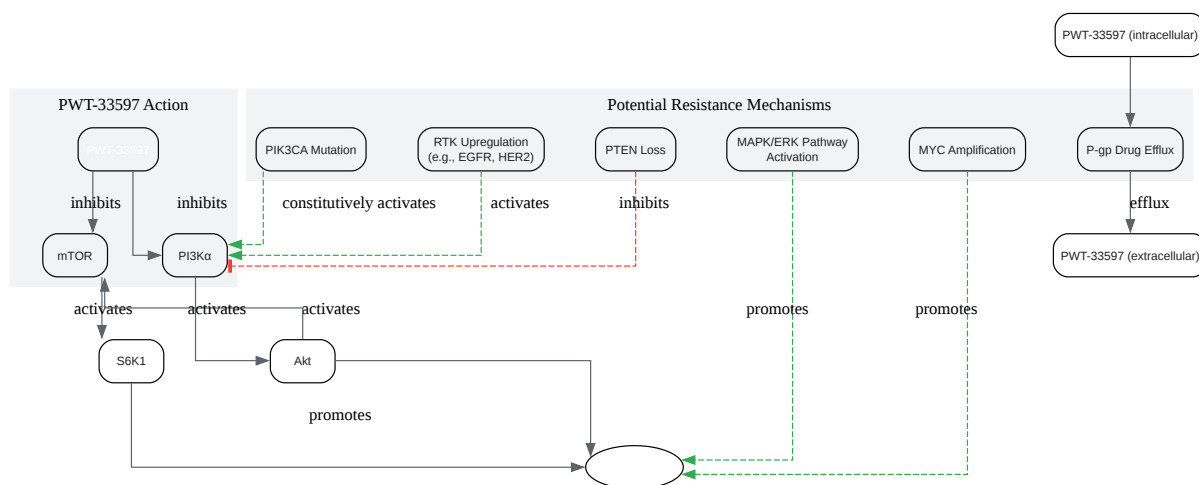 PWT-33597 (intracellular)
PWT-33597 Action
Potential Resistance Mechanisms
PWT-33597
PIK3CA Mutation
RTK Upregulation
(e.g., EGFR, HER2)
PTEN Loss
MAPK/ERK Pathway
Activation
MYC Amplification
P-gp Drug Efflux
inhibits
inhibits
constitutively activates
activates
inhibits
efflux
mTOR
PI3Kα
PWT-33597 (extracellular)
activates
activates
activates
promotes
promotes
S6K1
Akt
promotes